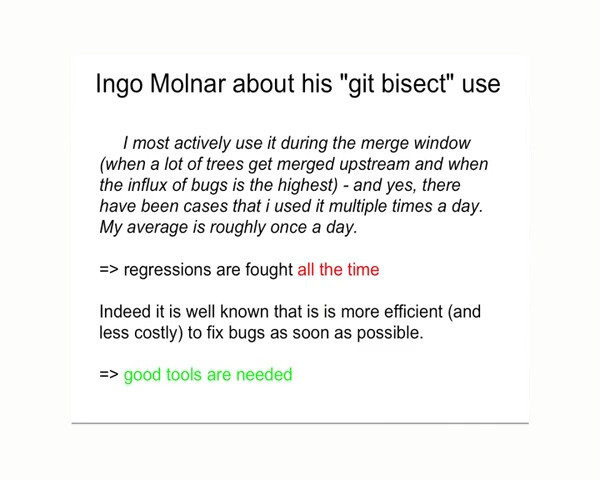 Ingo Molnar about his "git bisect" use
I most actively use it during the merge window
(when a lot of trees get merged upstream and when
the influx of bugs is the highest) - and yes, there
have been cases that i used it multiple times a day.
My average is roughly once a day.
=> regressions are fought all the time
Indeed it is well known that is is more efficient (and
less costly) to fix bugs as soon as possible.
=> good tools are needed